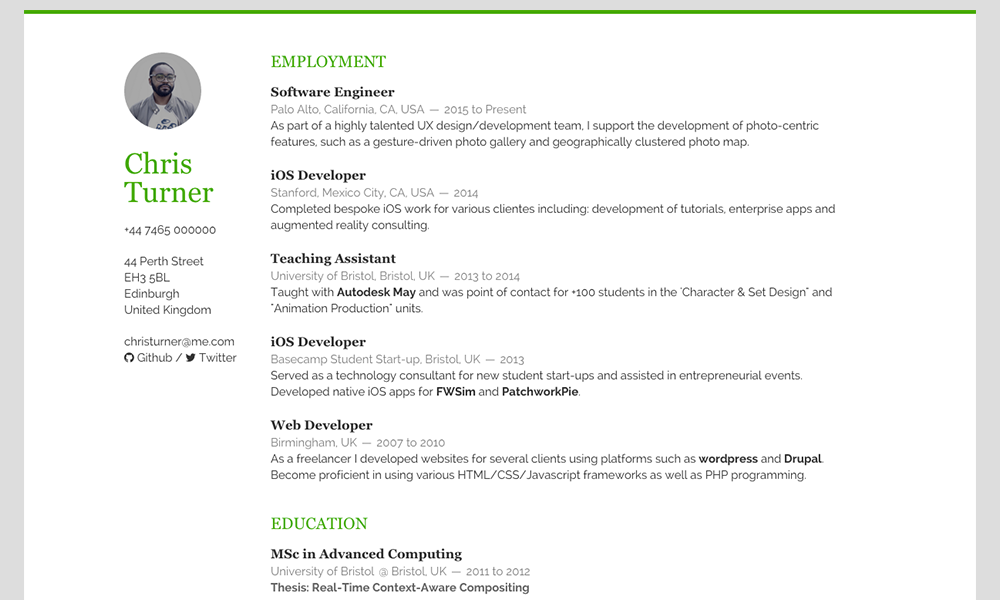 Chris
Turner
+44 7465 000000
44 Perth Street
EH3 5BL
Edinburgh
United Kingdom
christurner@me.com
Github / Twitter
EMPLOYMENT
Software Engineer
Palo Alto, California, CA, USA — 2015 to Present
As part of a highly talented UX design/development team, I support the development of photo-centric
features, such as a gesture-driven photo gallery and geographically clustered photo map.
iOS Developer
Stanford, Mexico City, CA, USA — 2014
Completed bespoke iOS work for various clientes including: development of tutorials, enterprise apps and
augmented reality consulting.
Teaching Assistant
University of Bristol, Bristol, UK — 2013 to 2014
Taught with Autodesk May and was point of contact for +100 students in the "Character & Set Design" and
"Animation Production" units.
iOS Developer
Basecamp Student Start-up, Bristol, UK — 2013
Served as a technology consultant for new student start-ups and assisted in entrepreneurial events.
Developed native iOS apps for FWSim and PatchworkPie.
Web Developer
Birmingham, UK — 2007 to 2010
As a freelancer I developed websites for several clients using platforms such as wordpress and Drupal.
Become proficient in using various HTML/CSS/Javascript frameworks as well as PHP programming.
EDUCATION
MSc in Advanced Computing
University of Bristol @ Bristol, UK — 2011 to 2012
Thesis: Real-Time Context-Aware Compositing